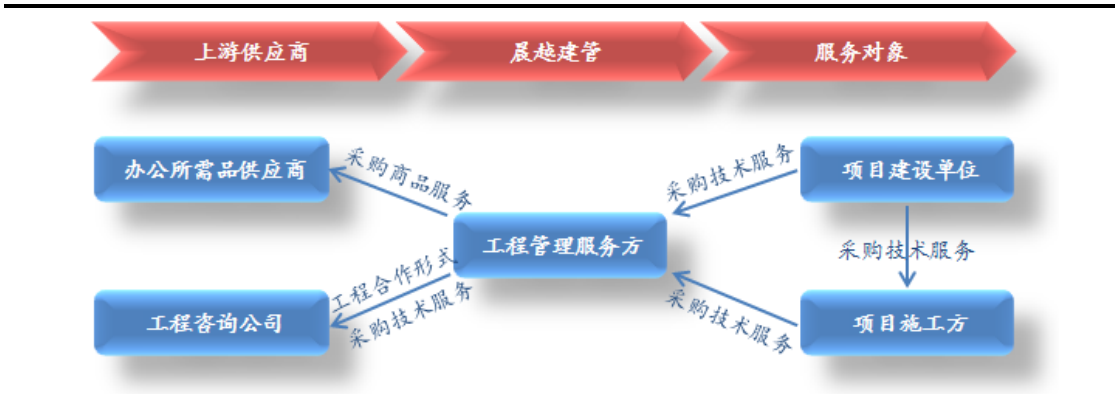 上游供应商
晨越建管
服务对象
办公所需品供应商
采购商品服务
采购技术服务
项目建设单位
工程管理服务方
采购技术服务
工程合作形式
采购技术服务
工程咨询公司
采购技术服务
项目施工方